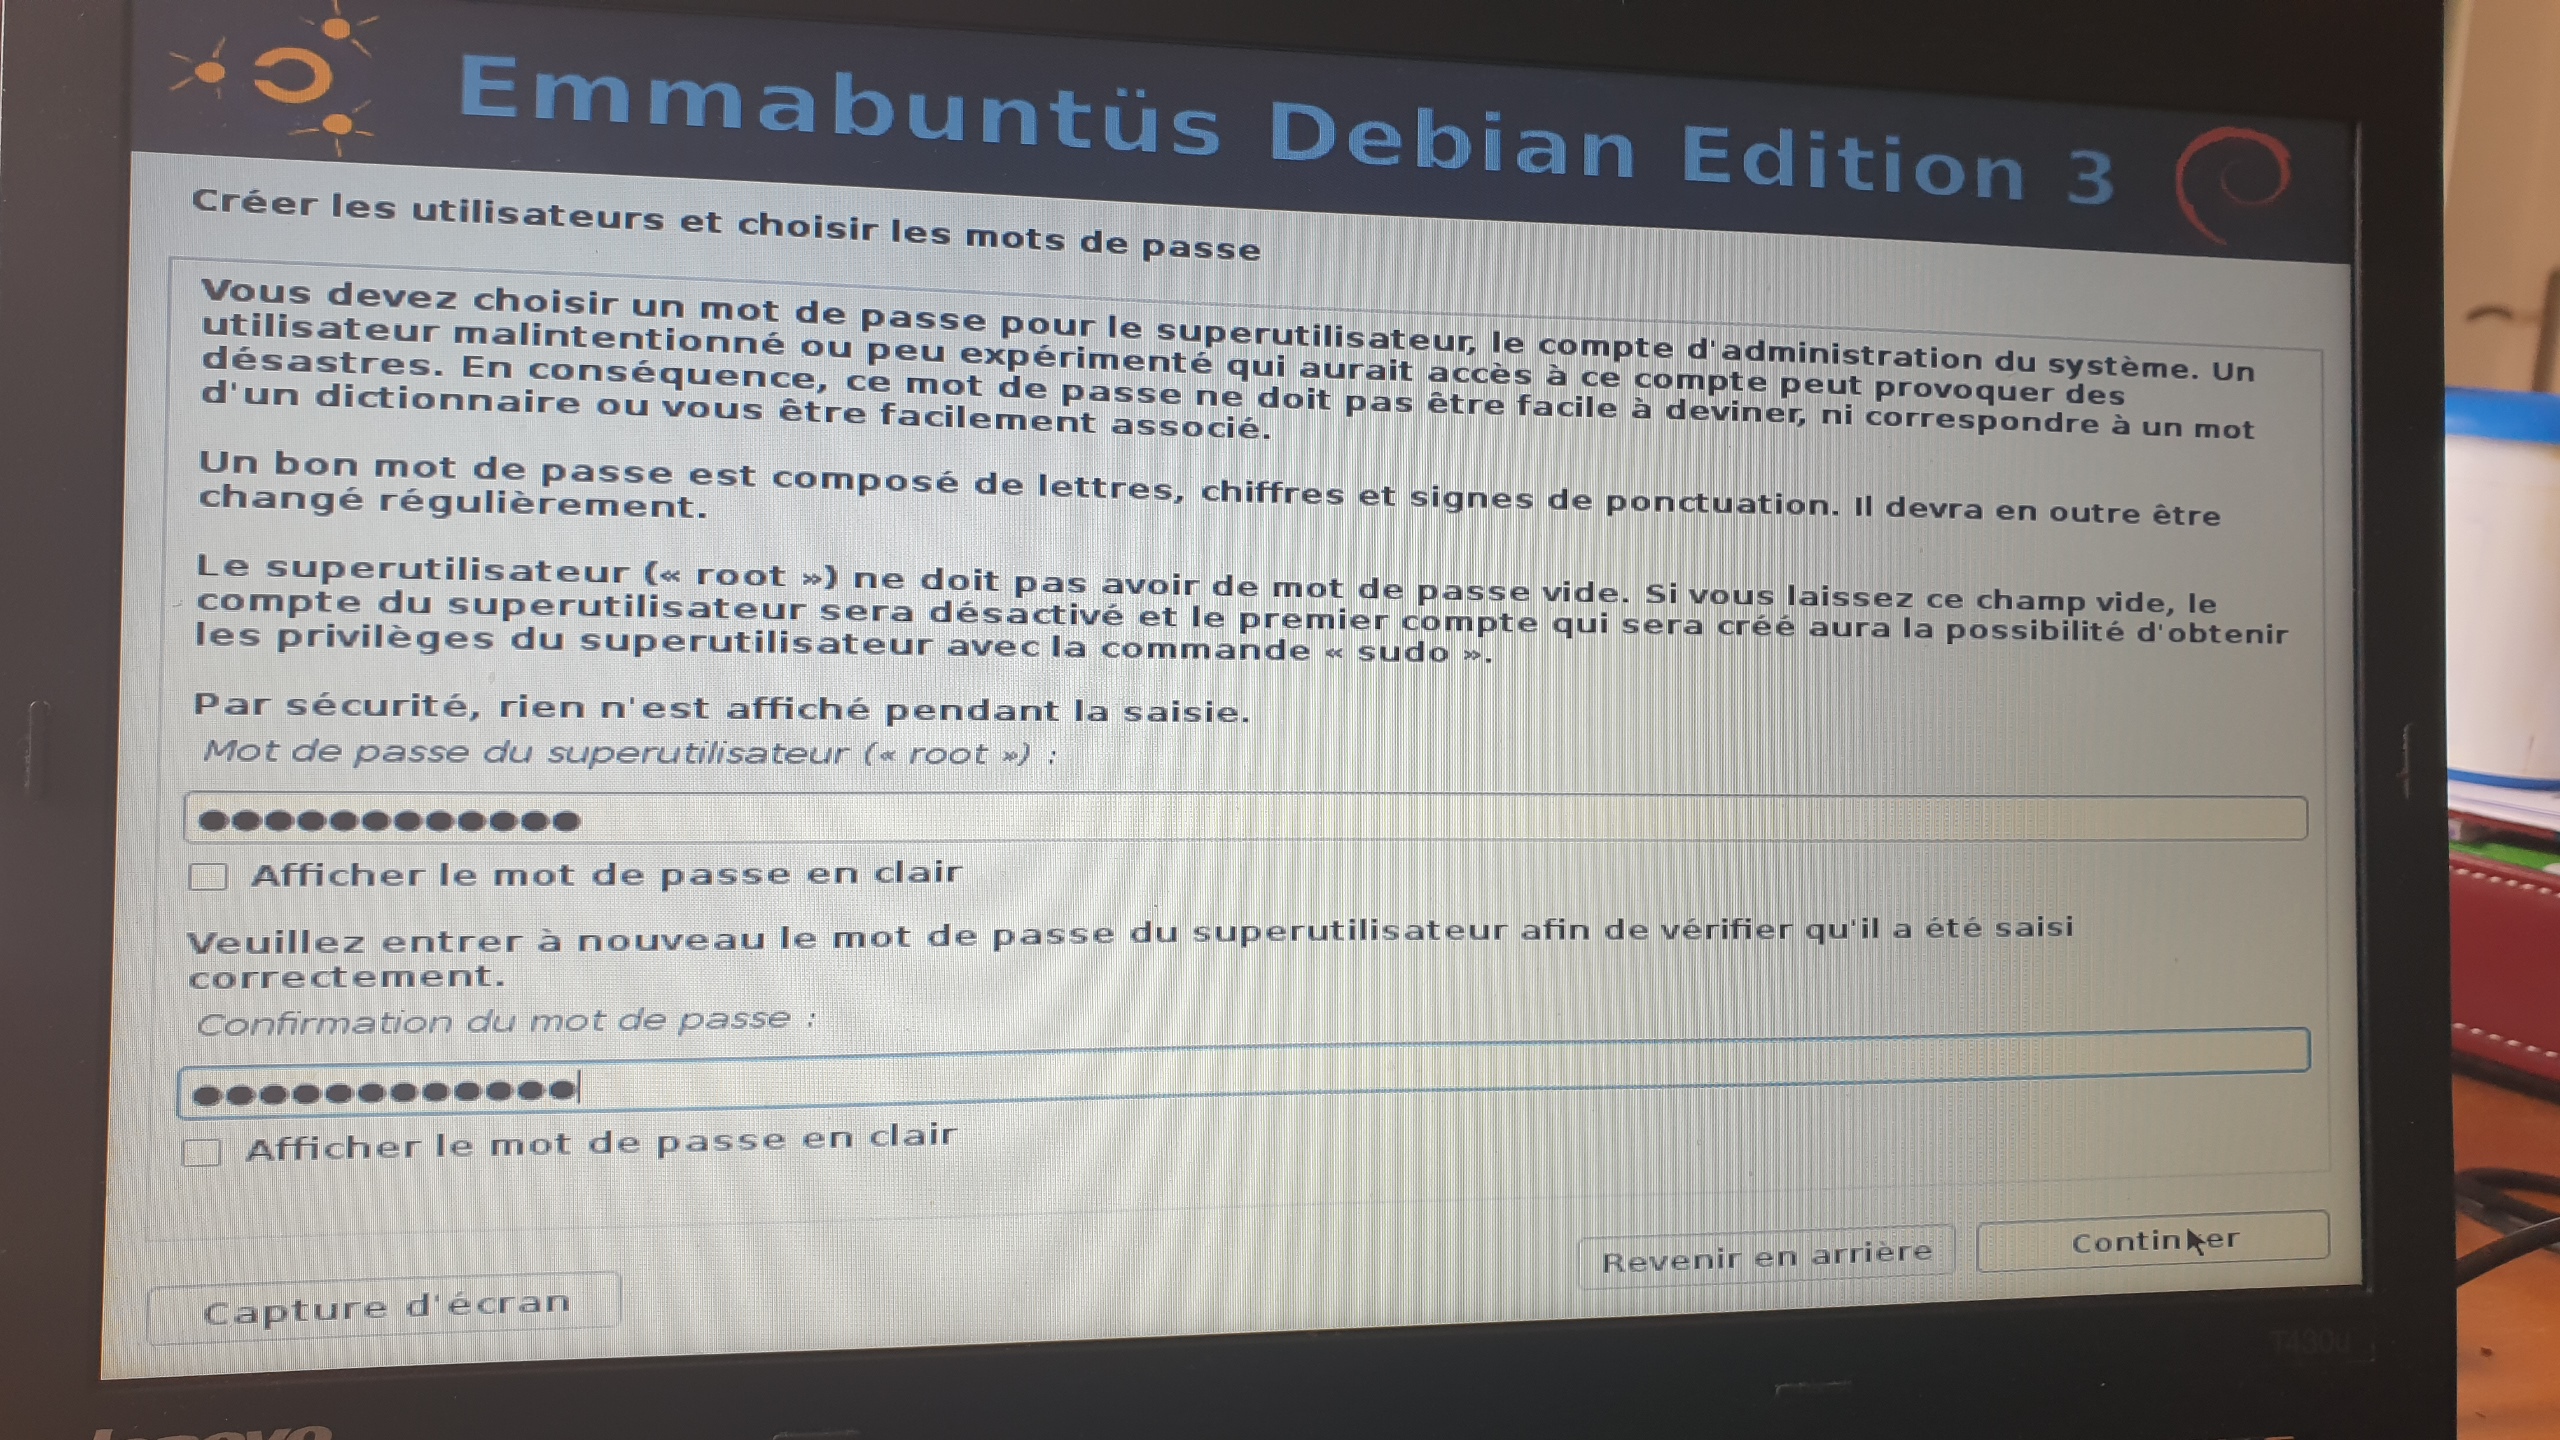 Emmabuntüs Debian Edition 3
Créer les utilisateurs et choisir les mots de passe
Vous devez choisir un mot de passe pour le superutilisateur, le compte d'administration du système. Un
utilisateur malintentionné ou peu expérimenté qui aurait accès à ce compte peut provoquer des
désastres. En conséquence, ce mot de passe ne doit pas être facile à deviner, ni correspondre à un mot
d'un dictionnaire ou vous être facilement associé.
Un bon mot de passe est composé de lettres, chiffres et signes de ponctuation. Il devra en outre être
changé régulièrement.
Le superutilisateur (« root ») ne doit pas avoir de mot de passe vide. Si vous laissez ce champ vide, le
compte du superutilisateur sera désactivé et le premier compte qui sera créé aura la possibilité d'obtenir
les privilèges du superutilisateur avec la commande « sudo ».
Par sécurité, rien n'est affiché pendant la saisie.
Mot de passe du superutilisateur (« root ») :
●●●●●●●●●●●●
Afficher le mot de passe en clair
Veuillez entrer à nouveau le mot de passe du superutilisateur afin de vérifier qu'il a été saisi
correctement.
Confirmation du mot de passe :
●●●●●●●●●●●●
Afficher le mot de passe en clair
Revenir en arrière
Continuer
Capture d'écran
T430u
Lenovo